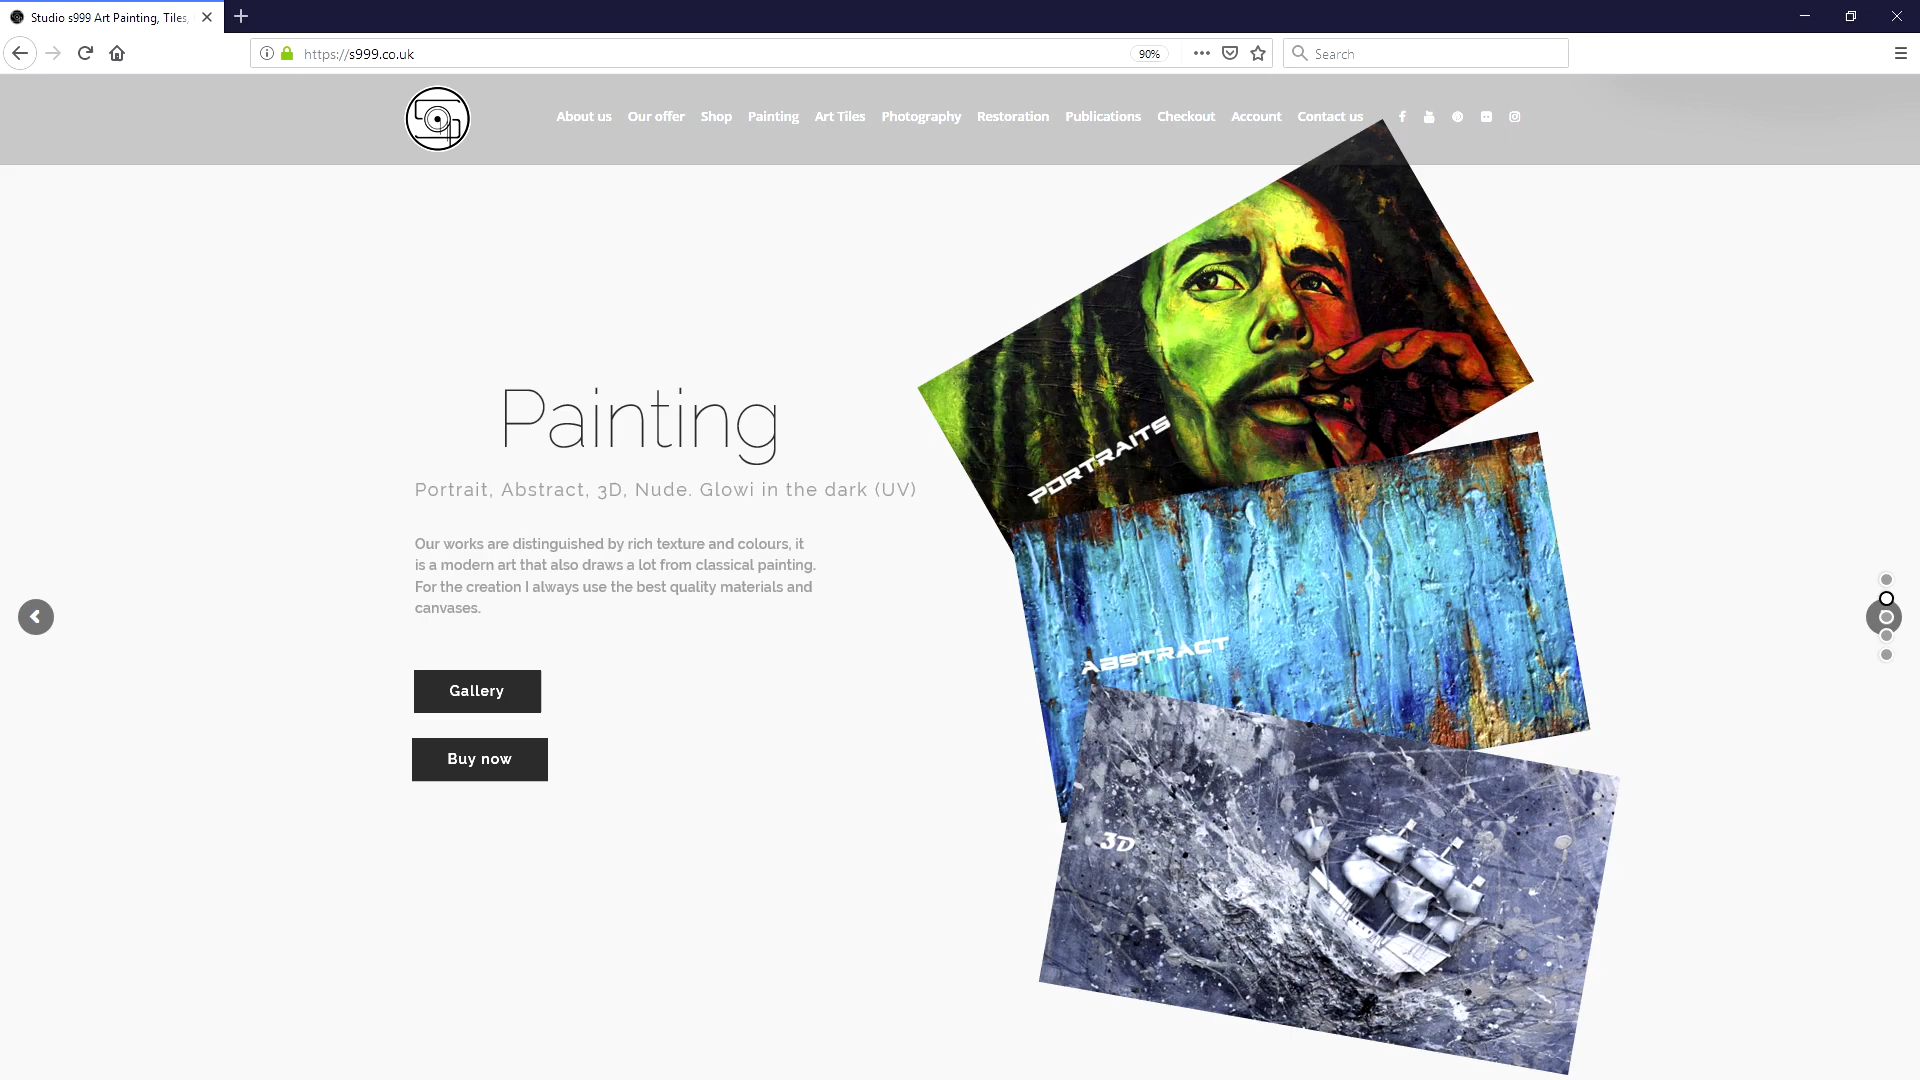 Studio s999 Art Painting, Tiles,
https://s999.co.uk
90%
Search
About us Our offer Shop Painting Art Tiles Photography Restoration Publications Checkout Account Contact us
PORTRAITS
Painting
Portrait, Abstract, 3D, Nude. Glowi in the dark (UV)
Our works are distinguished by rich texture and colours, it
is a modern art that also draws a lot from classical painting.
For the creation I always use the best quality materials and
canvases.
ABSTRACT
Gallery
Buy now
3D